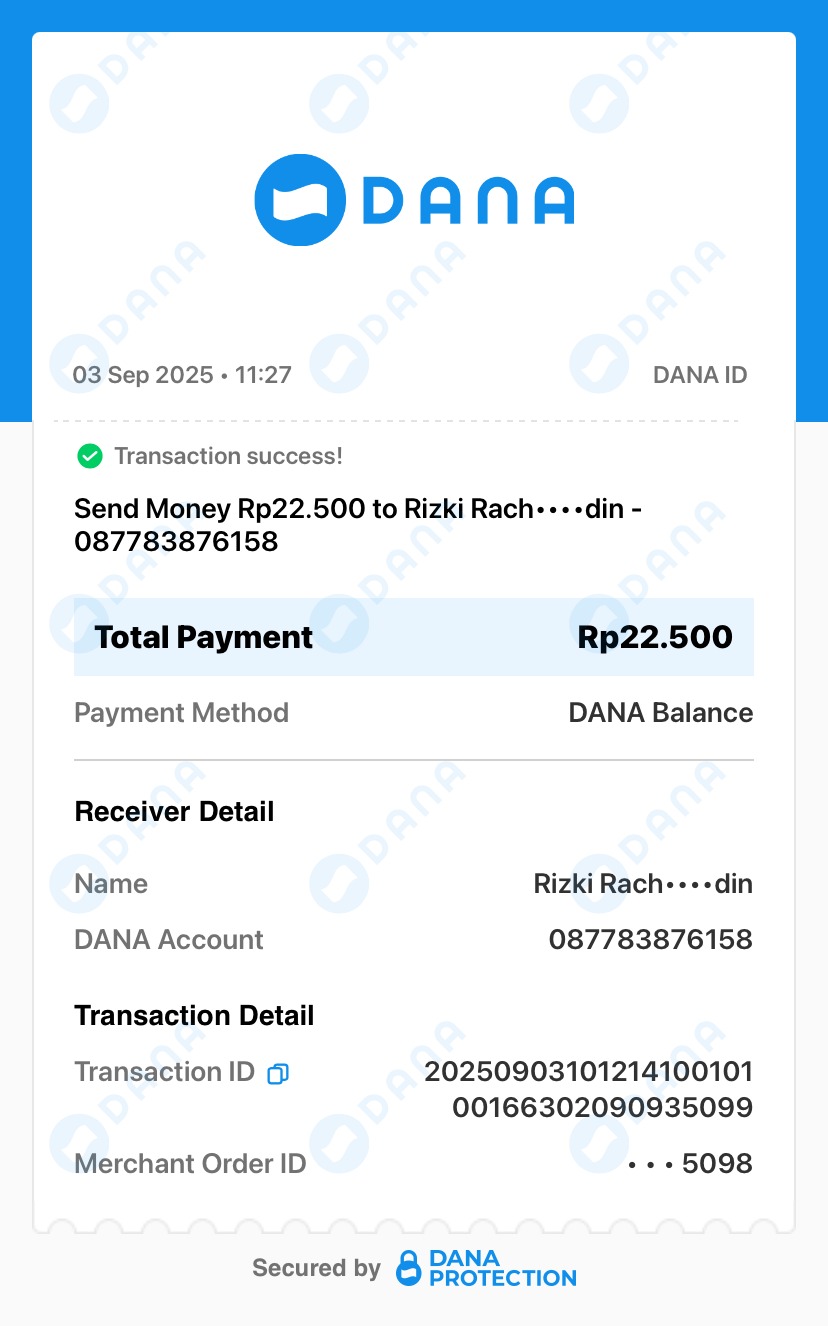 DANA
03 Sep 2025 • 11:27 DANA ID
Transaction success!
Send Money Rp22.500 to Rizki Rach••••din -
087783876158
Total Payment Rp22.500
Payment Method DANA Balance
Receiver Detail
Name Rizki Rach••••din
DANA Account 087783876158
Transaction Detail
Transaction ID 20250903101214100101
00166302090935099
Merchant Order ID • • • 5098
Secured by DANA
PROTECTION